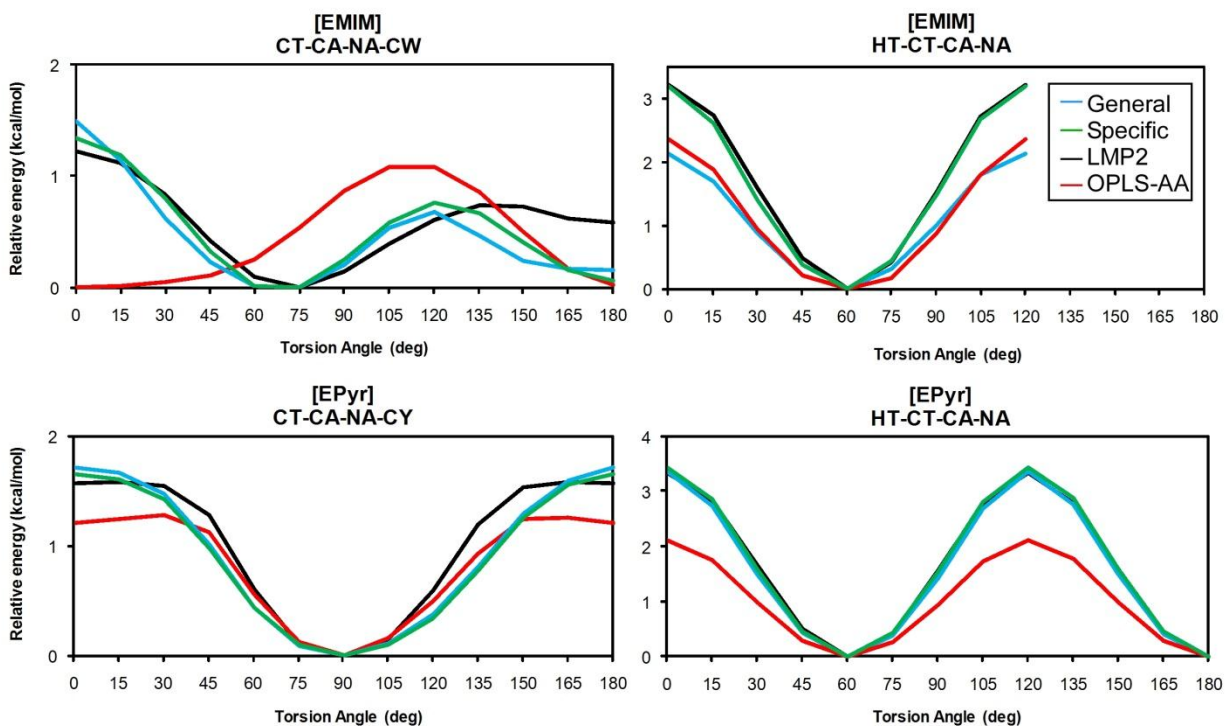 [EMIM]
CT-CA-NA-CW
Relative energy (kcal/mol)
2
1
0
0 15 30 45 60 75 90 105 120 135 150 165 180
Torsion Angle (deg)
[EMIM]
HT-CT-CA-NA
3
2
1
0
General
Specific
LMP2
OPLS-AA
0 15 30 45 60 75 90 105 120 135 150 165 180
Torsion Angle (deg)
[EPyr]
CT-CA-NA-CY
Relative energy (kcal/mol)
2
1
0
0 15 30 45 60 75 90 105 120 135 150 165 180
Torsion Angle (deg)
[EPyr]
HT-CT-CA-NA
4
3
2
1
0
0 15 30 45 60 75 90 105 120 135 150 165 180
Torsion Angle (deg)